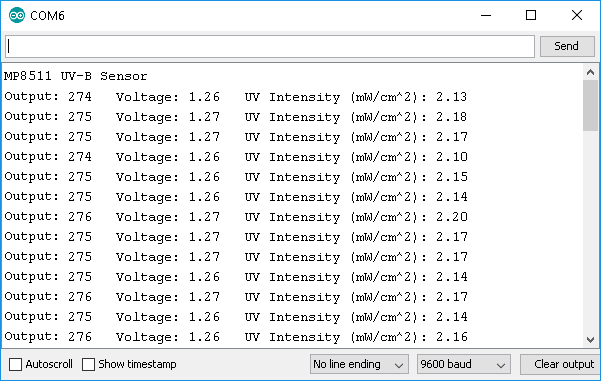 COM6
Send
MP8511 UV-B Sensor
Output: 274 Voltage: 1.26 UV Intensity (mW/cm^2): 2.13
Output: 275 Voltage: 1.27 UV Intensity (mW/cm^2): 2.18
Output: 275 Voltage: 1.27 UV Intensity (mW/cm^2): 2.17
Output: 274 Voltage: 1.26 UV Intensity (mW/cm^2): 2.10
Output: 275 Voltage: 1.26 UV Intensity (mW/cm^2): 2.15
Output: 275 Voltage: 1.26 UV Intensity (mW/cm^2): 2.14
Output: 276 Voltage: 1.27 UV Intensity (mW/cm^2): 2.20
Output: 275 Voltage: 1.27 UV Intensity (mW/cm^2): 2.17
Output: 275 Voltage: 1.27 UV Intensity (mW/cm^2): 2.17
Output: 275 Voltage: 1.26 UV Intensity (mW/cm^2): 2.14
Output: 276 Voltage: 1.27 UV Intensity (mW/cm^2): 2.17
Output: 275 Voltage: 1.26 UV Intensity (mW/cm^2): 2.14
Output: 276 Voltage: 1.26 UV Intensity (mW/cm^2): 2.16
Autoscroll Show timestamp No line ending 9600 baud Clear output